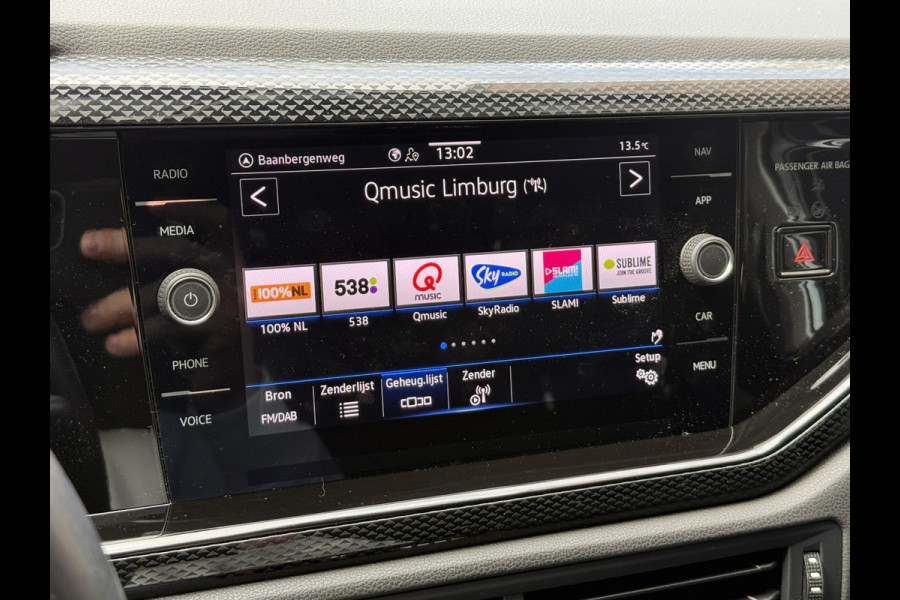 Baanbergenweg
13:02
13.5°C
Qmusic Limburg
RADIO
MEDIA
PHONE
VOICE
NAV
APP
CAR
MENU
PASSENGER AIR BAG
100%NL
538
Q
MUSIC
Sky RADIO
SLAM!
SUBLIME
JOIN THE GROOVE
100% NL
538
Qmusic
SkyRadio
SLAM!
Sublime
Bron
FM/DAB
Zenderlijst
Geheug.lijst
Zender
Setup